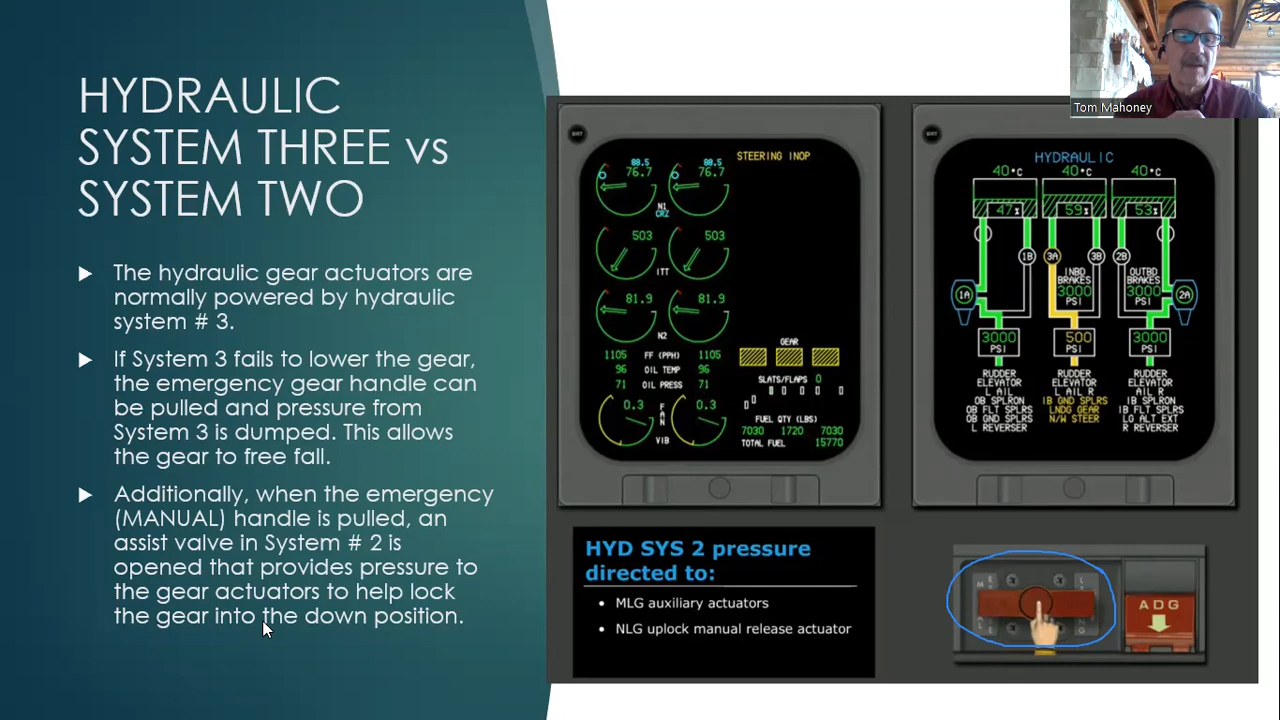 HYDRAULIC
SYSTEM THREE vs
SYSTEM TWO
The hydraulic gear actuators are
normally powered by hydraulic
system # 3.
If System 3 fails to lower the gear,
the emergency gear handle can
be pulled and pressure from
System 3 is dumped. This allows
the gear to free fall.
Additionally, when the emergency
(MANUAL) handle is pulled, an
assist valve in System # 2 is
opened that provides pressure to
the gear actuators to help lock
the gear into the down position.
Tom Mahoney
STEERING INOP
88.5 88.5
76.7 76.7
N1
CRZ
503 503
ITT
81.9 81.9
N2
1105 FF (PPH) 1105
96 OIL TEMP 96
71 OIL PRESS 71
0.3 FAN 0.3
VIB
GEAR
SLATS/FLAPS 0
FUEL QTY (LBS)
7030 1720 7030
TOTAL FUEL 15770
HYDRAULIC
40°C 40°C 40°C
47% 59% 53%
1B 3A 3B 2B
INBD OUTBD
BRAKES BRAKES
3000 3000
PSI PSI
1A 2A
3000 500 3000
PSI PSI PSI
RUDDER RUDDER RUDDER
ELEVATOR ELEVATOR ELEVATOR
L AIL L AIL R AIL R
OB SPLRON IB GND SPLRS IB SPLRON
OB FLT SPLRS LNDG GEAR IB FLT SPLRS
OB GND SPLRS N/W STEER LG ALT EXT
L REVERSER R REVERSER
HYD SYS 2 pressure
directed to:
MLG auxiliary actuators
NLG uplock manual release actuator
ADG